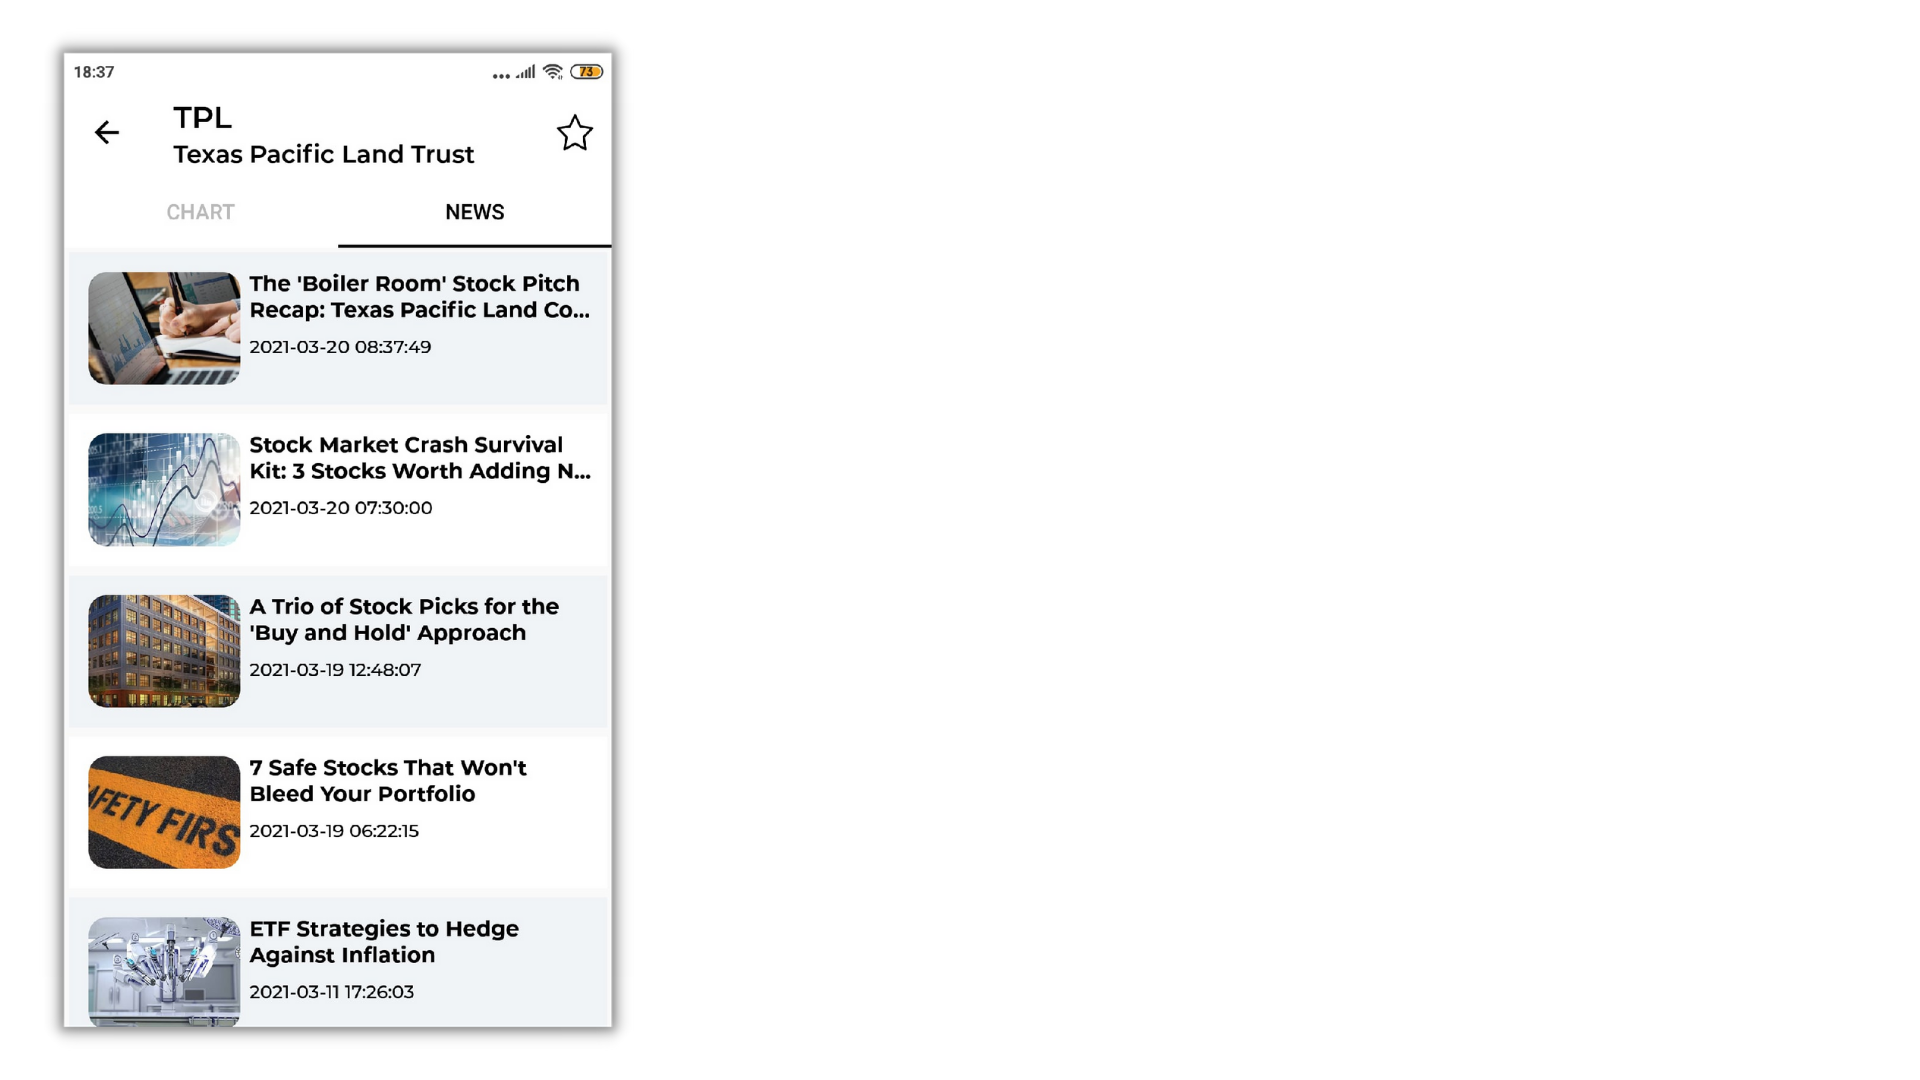 18:37
73
TPL
Texas Pacific Land Trust
CHART
NEWS
The 'Boiler Room' Stock Pitch
Recap: Texas Pacific Land Co...
2021-03-20 08:37:49
Stock Market Crash Survival
Kit: 3 Stocks Worth Adding N...
2021-03-20 07:30:00
A Trio of Stock Picks for the
'Buy and Hold' Approach
2021-03-19 12:48:07
AFETY FIRS
7 Safe Stocks That Won't
Bleed Your Portfolio
2021-03-19 06:22:15
ETF Strategies to Hedge
Against Inflation
2021-03-11 17:26:03